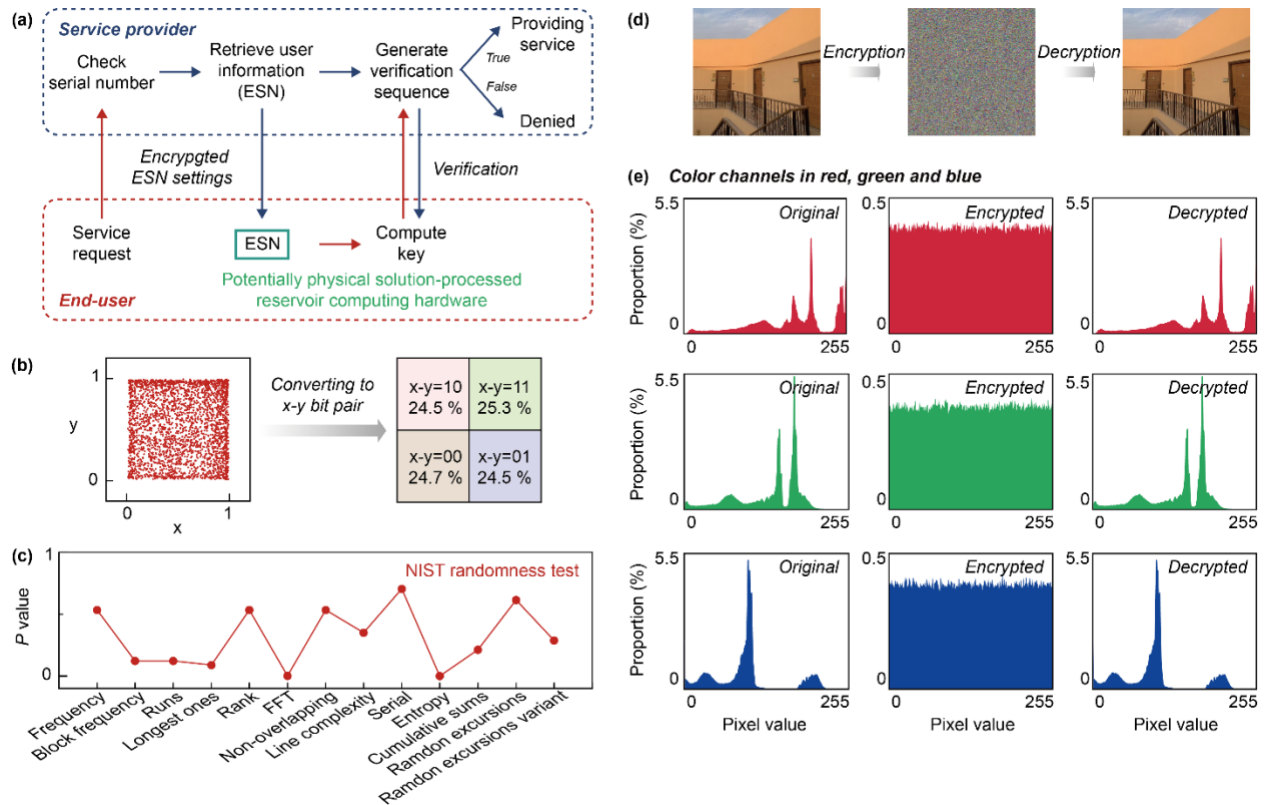 (a)
Service provider
Check
serial number
Retrieve user
information
(ESN)
Generate
verification
sequence
Providing
service
True
False
Denied
Encrypgted
ESN settings
Verification
Service
request
ESN
Compute
key
Potentially physical solution-processed
reservoir computing hardware
End-user
(b)
1
y
0
0
1
x
Converting to
x-y bit pair
x-y=10
24.5 %
x-y=11
25.3 %
x-y=00
24.7 %
x-y=01
24.5 %
(c)
1
P value
0
NIST randomness test
Frequency
Block frequency
Runs
Longest ones
Rank
FFT
Non-overlapping
Line complexity
Serial
Entropy
Cumulative sums
Ramdon excursions
Ramdon excursions variant
(d)
Encryption
Decryption
(e)
Color channels in red, green and blue
Proportion (%)
5.5
0
Original
0
255
0.5
0
Encrypted
0
255
5.5
0
Decrypted
0
255
Proportion (%)
5.5
0
Original
0
255
0.5
0
Encrypted
0
255
5.5
0
Decrypted
0
255
Proportion (%)
5.5
0
Original
0
255
Pixel value
0.5
0
Encrypted
0
255
Pixel value
5.5
0
Decrypted
0
255
Pixel value